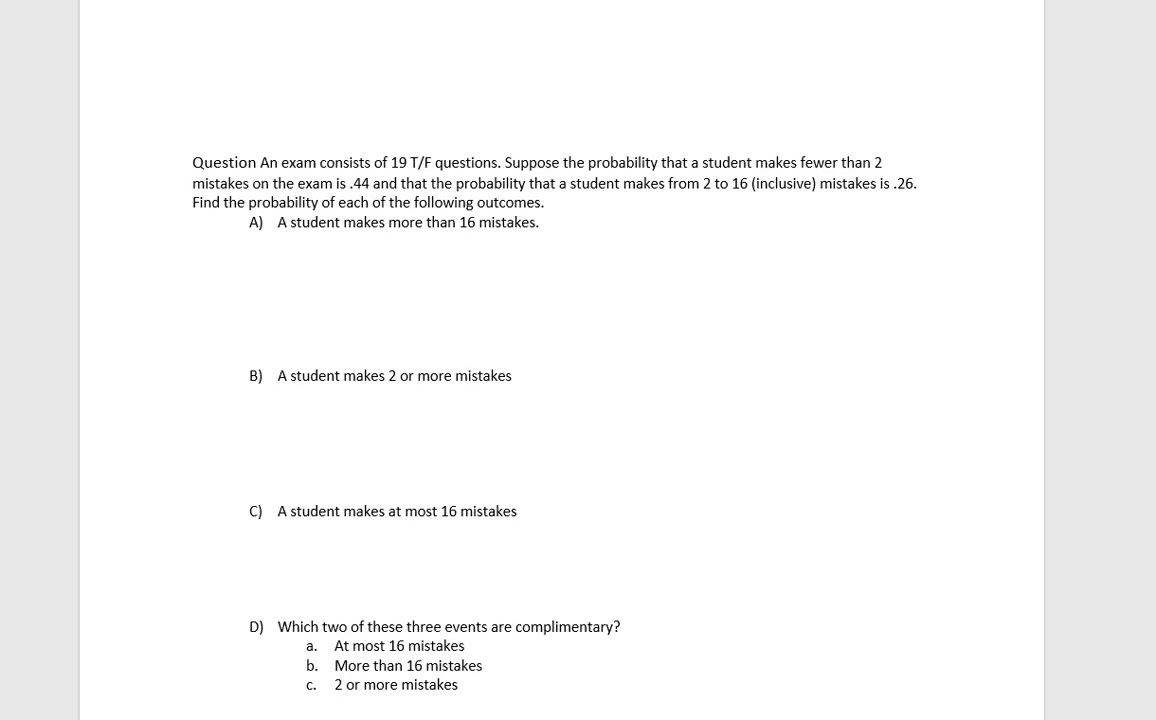 Question An exam consists of 19 T/F questions. Suppose the probability that a student makes fewer than 2
mistakes on the exam is .44 and that the probability that a student makes from 2 to 16 (inclusive) mistakes is .26.
Find the probability of each of the following outcomes.
A) A student makes more than 16 mistakes.
B) A student makes 2 or more mistakes
C) A student makes at most 16 mistakes
D) Which two of these three events are complimentary?
a. At most 16 mistakes
b. More than 16 mistakes
c. 2 or more mistakes